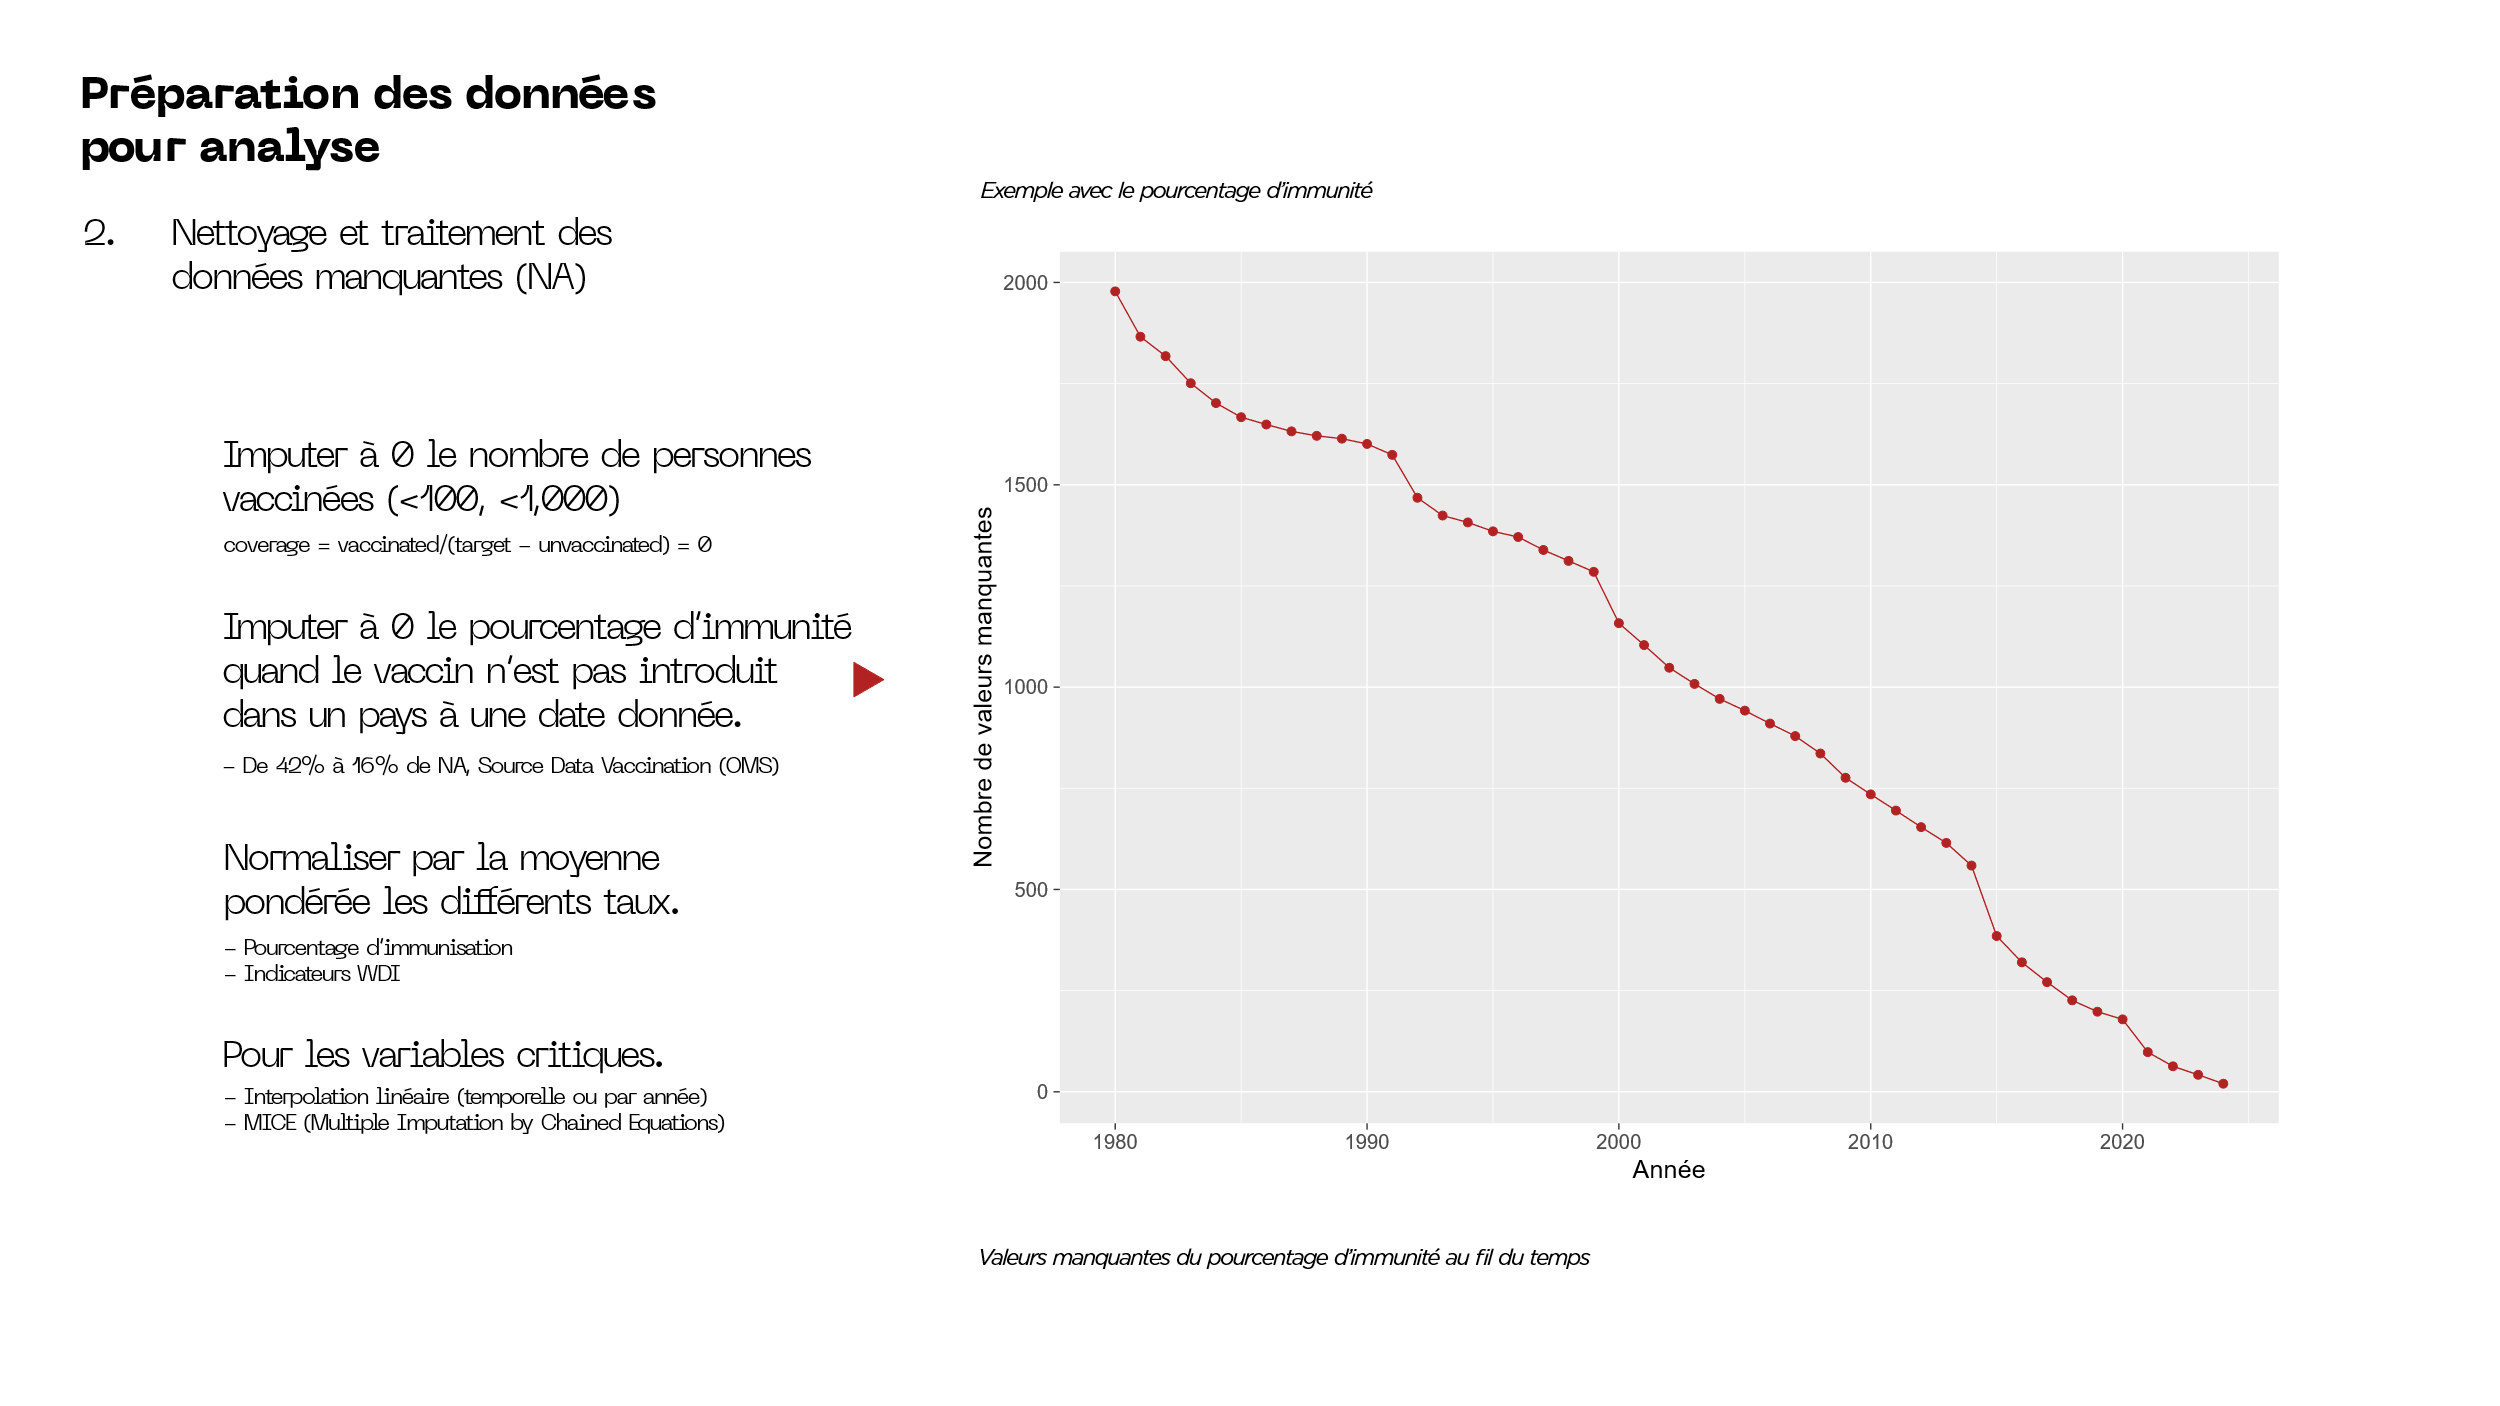 Préparation des données
pour analyse
2. Nettoyage et traitement des
données manquantes (NA)
Imputer à 0 le nombre de personnes
vaccinées (<100, <1,000)
coverage = vaccinated/(target – unvaccinated) = 0
Imputer à 0 le pourcentage d'immunité
quand le vaccin n'est pas introduit
dans un pays à une date donnée.
– De 42% à 16% de NA, Source Data Vaccination (OMS)
Normaliser par la moyenne
pondérée les différents taux.
– Pourcentage d'immunisation
– Indicateurs WDI
Pour les variables critiques.
– Interpolation linéaire (temporelle ou par année)
– MICE (Multiple Imputation by Chained Equations)
Exemple avec le pourcentage d'immunité
Nombre de valeurs manquantes
2000
1500
1000
500
0
1980 1990 2000 2010 2020
Année
Valeurs manquantes du pourcentage d'immunité au fil du temps